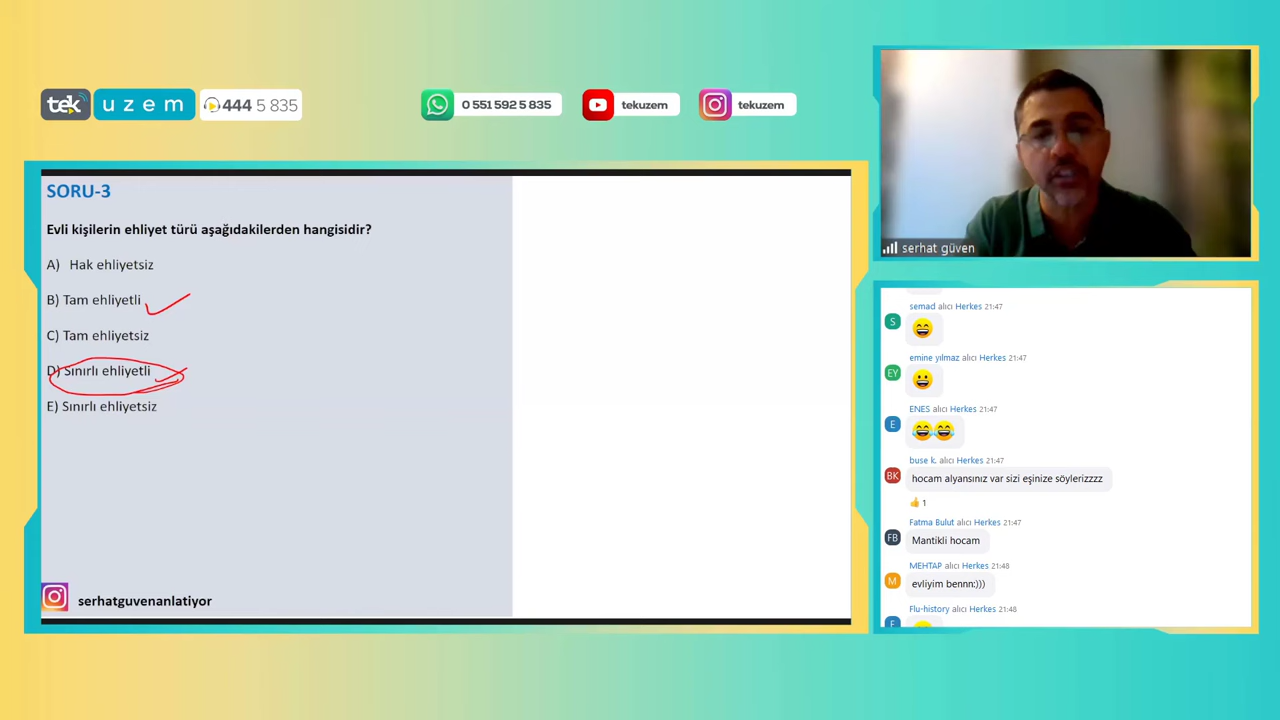 tek
uzem
444 5 835
0 551 592 5 835
tekuzem
tekuzem
SORU-3
Evli kişilerin ehliyet türü aşağıdakilerden hangisidir?
A) Hak ehliyetsiz
B) Tam ehliyetli
C) Tam ehliyetsiz
D) Sınırlı ehliyetli
E) Sınırlı ehliyetsiz
serhatguvenanlatiyor
serhat güven
semad alıcı Herkes 21:47
S
emine yılmaz alıcı Herkes 21:47
EY
ENES alıcı Herkes 21:47
E
buse k. alıcı Herkes 21:47
BK
hocam alyansınız var sizi eşinize söylerizzzz
1
Fatma Bulut alıcı Herkes 21:47
FB
Mantikli hocam
MEHTAP alıcı Herkes 21:48
M
evliyim bennn:)))
Flu-history alıcı Herkes 21:48
F